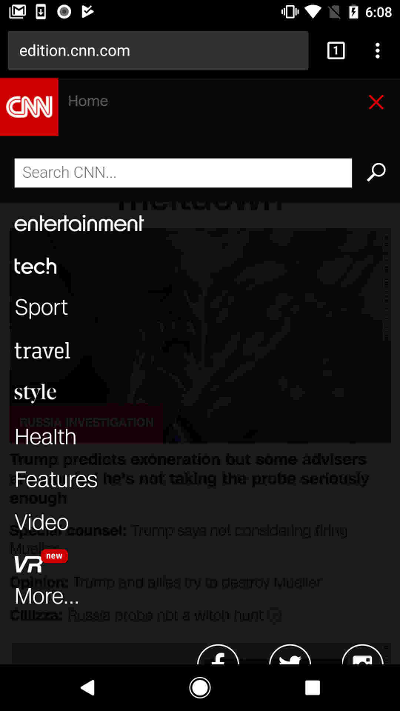 6:08
edition.cnn.com
1
CNN
Home
Search CNN...
meltdown
entertainment
tech
Sport
travel
style
RUSSIA INVESTIGATION
Health
Trump predicts exoneration but some advisers
he's not taking the probe seriously
enough
Features
Video
Special counsel: Trump says not considering firing
Mueller
VR new
Opinion: Trump and allies try to destroy Mueller
More...
Cillizza: Russia probe not a witch hunt